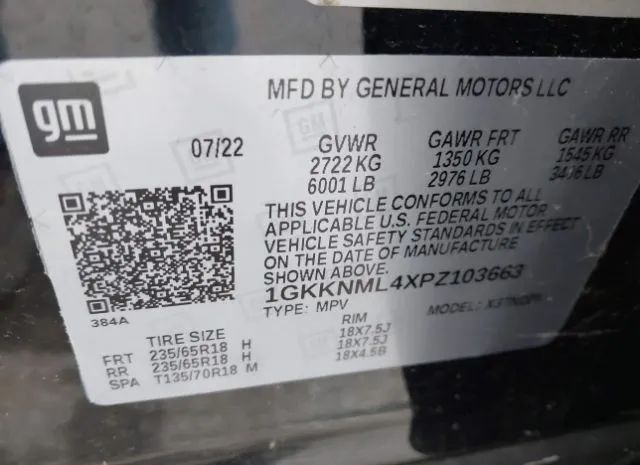 gm
MFD BY GENERAL MOTORS LLC
07/22 GVWR GAWR FRT GAWR RR
2722 KG 1350 KG 1545 KG
6001 LB 2976 LB 3406 LB
THIS VEHICLE CONFORMS TO ALL
APPLICABLE U.S. FEDERAL MOTOR
VEHICLE SAFETY STANDARDS IN EFFECT
ON THE DATE OF MANUFACTURE
SHOWN ABOVE.
1GKKNML4XPZ103663
TYPE: MPV MODEL:
384A
TIRE SIZE RIM
FRT 235/65R18 H 18X7.5J
RR 235/65R18 H 18X7.5J
SPA T135/70R18 M 18X4.5B